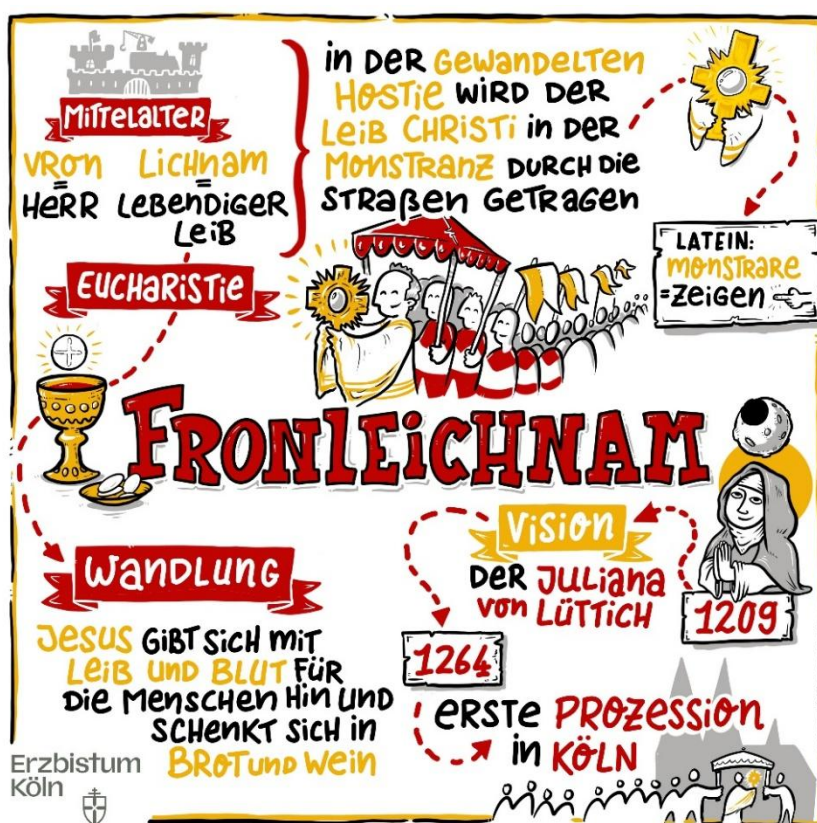 Mittelalter
VRon Lichnam
= =
HeRR LeBenDiGeR
LeiB
in DeR Gewandelten
Hostie wiRD DeR
LeiB CHRiSTi in DeR
Monstranz DURCH Die
STRAßen GeTRagen
LATEIN:
monstrare
=Zeigen
EUCHaRiSTie
FRONLEiCHNAM
Vision
DeR JULiana
von LÜTTiCH
1209
WanDLUNG
Jesus GiBT SiCH miT
LeiB UnD BLUT FÜR
Die MenSCHen Hin UnD
SCHenKT SiCH in
BRoT unD Wein
1264
eRSTe PROZeSSion
in KÖLN
Erzbistum
Köln